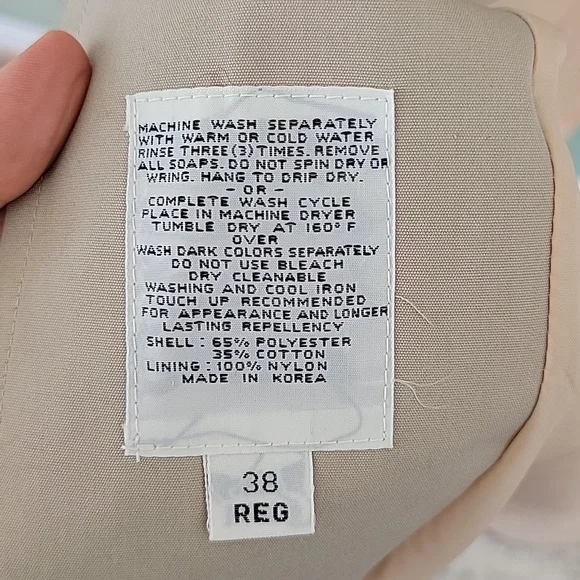 MACHINE WASH SEPARATELY
WITH WARM OR COLD WATER
RINSE THREE(3)TIMES. REMOVE
ALL SOAPS. DO NOT SPIN DRY OR
WRING. HANG TO DRIP DRY.
- OR -
COMPLETE WASH CYCLE
PLACE IN MACHINE DRYER
TUMBLE DRY AT 160° F
OVER
WASH DARK COLORS SEPARATELY
DO NOT USE BLEACH
DRY CLEANABLE
WASHING AND COOL IRON
TOUCH UP RECOMMENDED
FOR APPEARANCE AND LONGER
LASTING REPELLENCY
SHELL : 65% POLYESTER
35% COTTON
LINING : 100% NYLON
MADE IN KOREA
38
REG